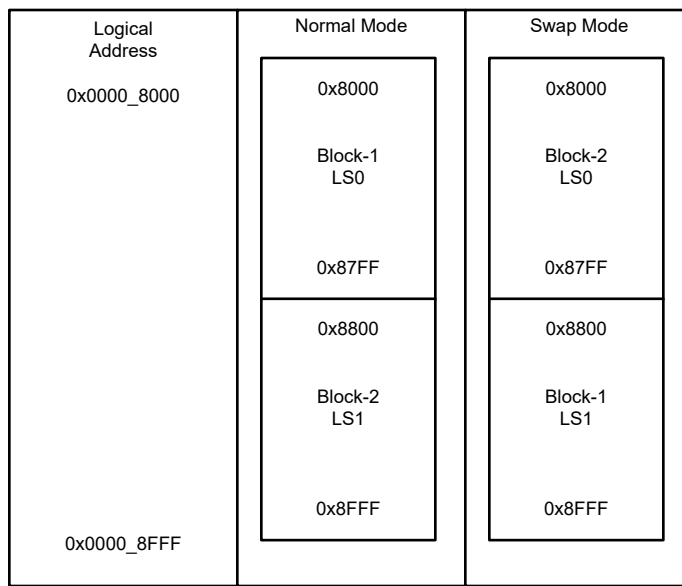 Logical
Address
0x0000_8000
0x0000_8FFF
Normal Mode
0x8000
Block-1
LS0
0x87FF
0x8800
Block-2
LS1
0x8FFF
Swap Mode
0x8000
Block-2
LS0
0x87FF
0x8800
Block-1
LS1
0x8FFF